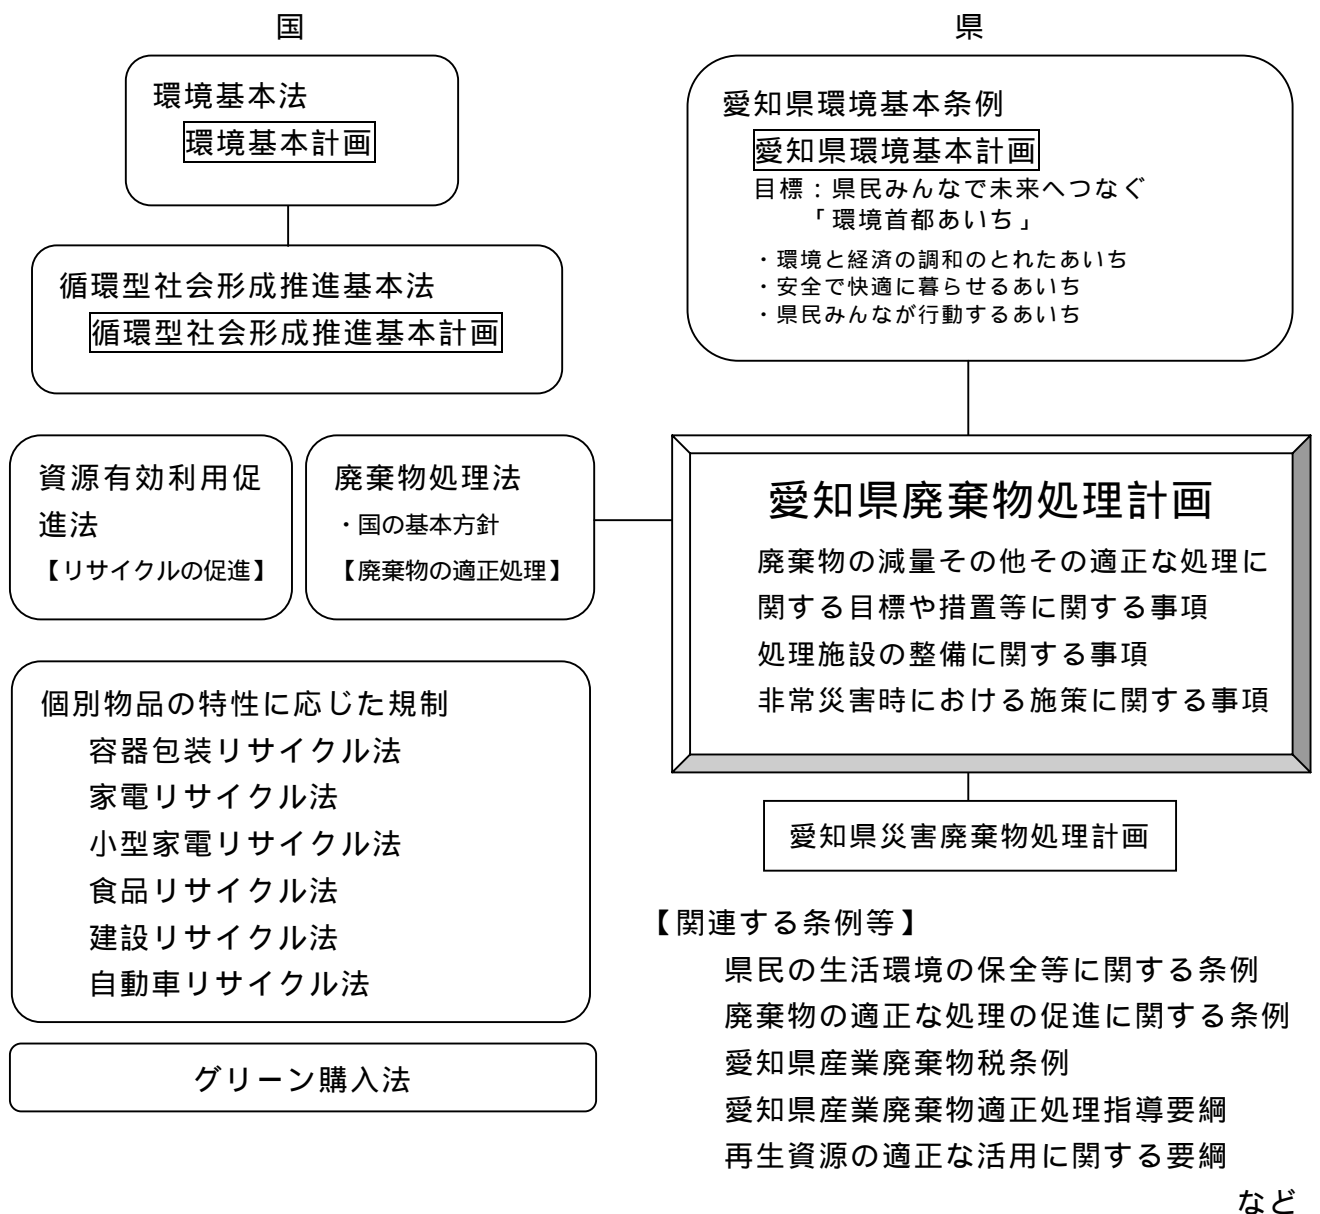 国
環境基本法
環境基本計画
循環型社会形成推進基本法
循環型社会形成推進基本計画
資源有効利用促
進法
【リサイクルの促進】
廃棄物処理法
・国の基本方針
【廃棄物の適正処理】
個別物品の特性に応じた規制
容器包装リサイクル法
家電リサイクル法
小型家電リサイクル法
食品リサイクル法
建設リサイクル法
自動車リサイクル法
グリーン購入法
県
愛知県環境基本条例
愛知県環境基本計画
目標：県民みんなで未来へつなぐ
「環境首都あいち」
・環境と経済の調和のとれたあいち
・安全で快適に暮らせるあいち
・県民みんなが行動するあいち
愛知県廃棄物処理計画
廃棄物の減量その他その適正な処理に
関する目標や措置等に関する事項
処理施設の整備に関する事項
非常災害時における施策に関する事項
愛知県災害廃棄物処理計画
【関連する条例等】
県民の生活環境の保全等に関する条例
廃棄物の適正な処理の促進に関する条例
愛知県産業廃棄物税条例
愛知県産業廃棄物適正処理指導要綱
再生資源の適正な活用に関する要綱
など